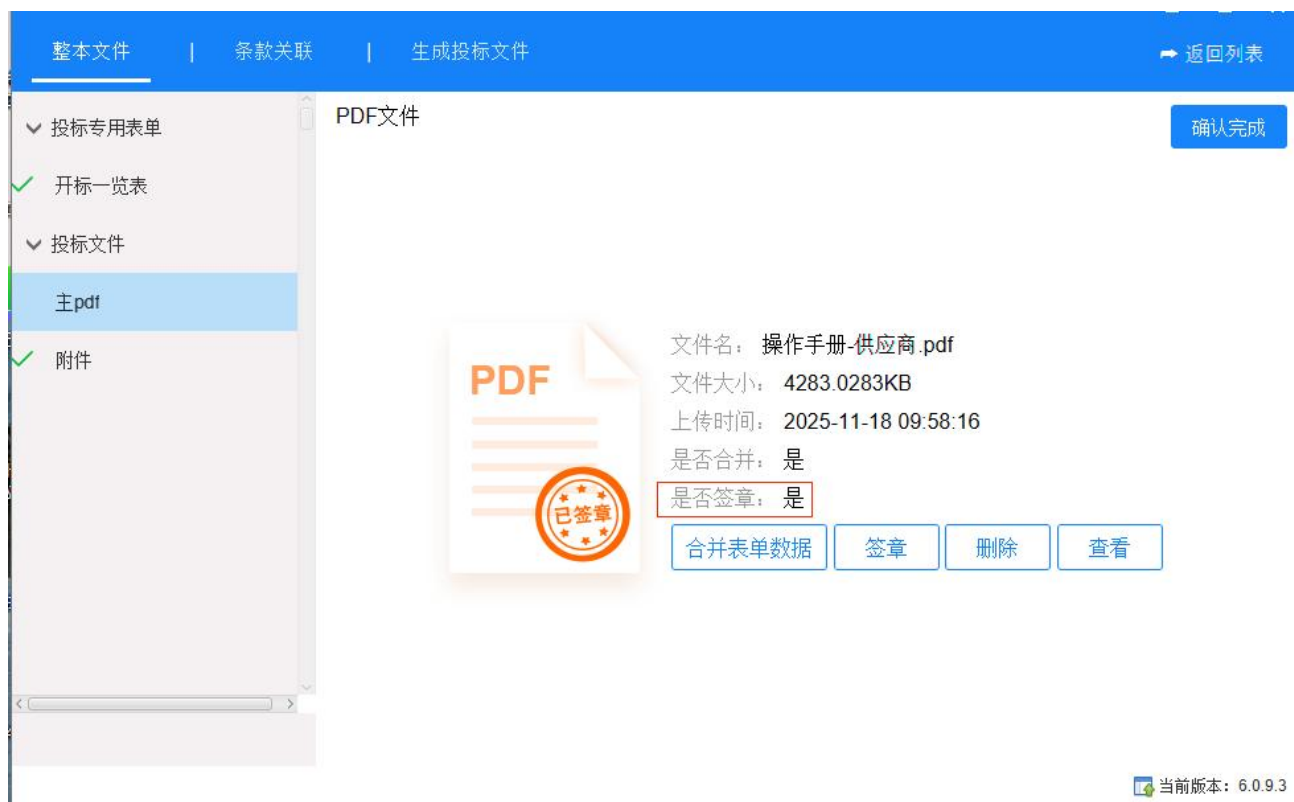 整本文件 | 条款关联 | 生成投标文件 返回列表
投标专用表单
PDF文件
确认完成
开标一览表
投标文件
主pdf
附件
PDF
已签章
文件名： 操作手册-供应商.pdf
文件大小： 4283.0283KB
上传时间： 2025-11-18 09:58:16
是否合并： 是
是否签章： 是
合并表单数据 签章 删除 查看
当前版本：6.0.9.3